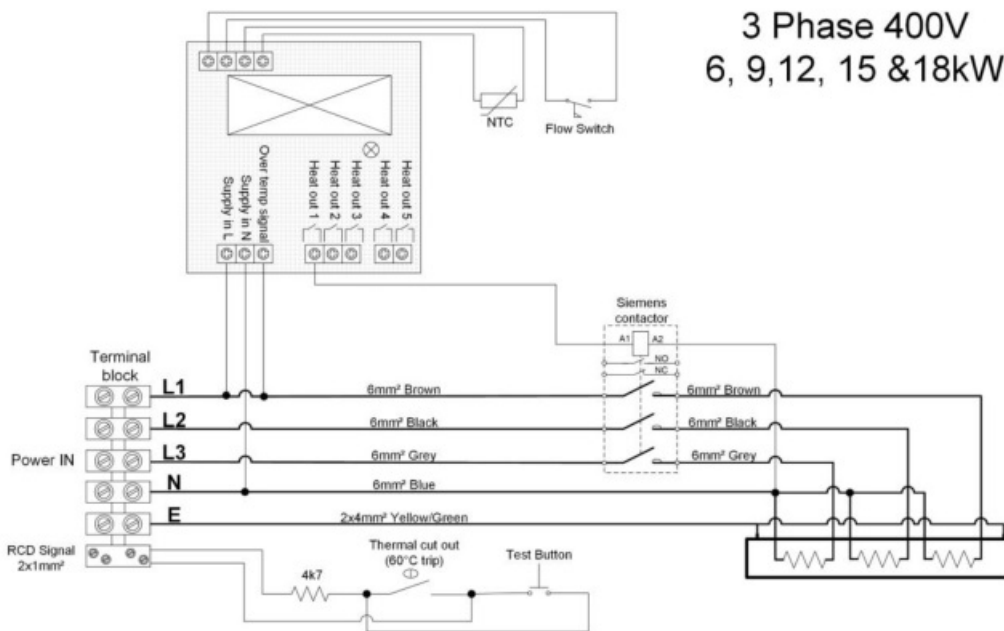 3 Phase 400V
6, 9,12, 15 &18kW
NTC
Flow Switch
Over temp signal
Supply in N
Supply in L
Heat out 1
Heat out 2
Heat out 3
Heat out 4
Heat out 5
Siemens
contactor
A1
A2
NO
NC
Terminal
block
L1
6mm² Brown
6mm² Brown
L2
6mm² Black
6mm² Black
Power IN
L3
6mm² Grey
6mm² Grey
N
6mm² Blue
E
2x4mm² Yellow/Green
RCD Signal
2x1mm²
4k7
Thermal cut out
(60°C trip)
Test Button